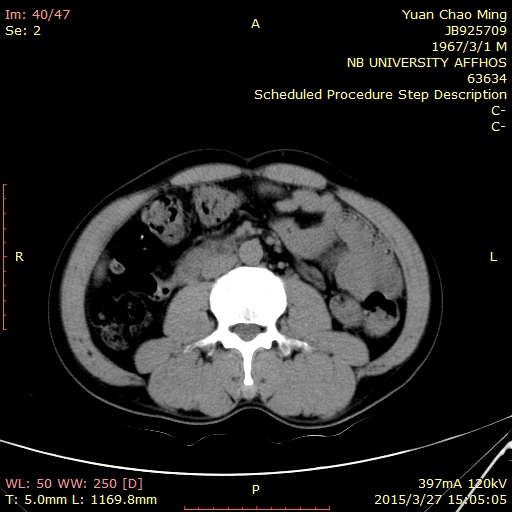 Im: 40/47
Se: 2
A
Yuan Chao Ming
JB925709
1967/3/1 M
NB UNIVERSITY AFFHOS
63634
Scheduled Procedure Step Description
C-
C-
R
L
WL: 50 WW: 250 [D]
T: 5.0mm L: 1169.8mm
P
397mA 120kV
2015/3/27 15:05:05